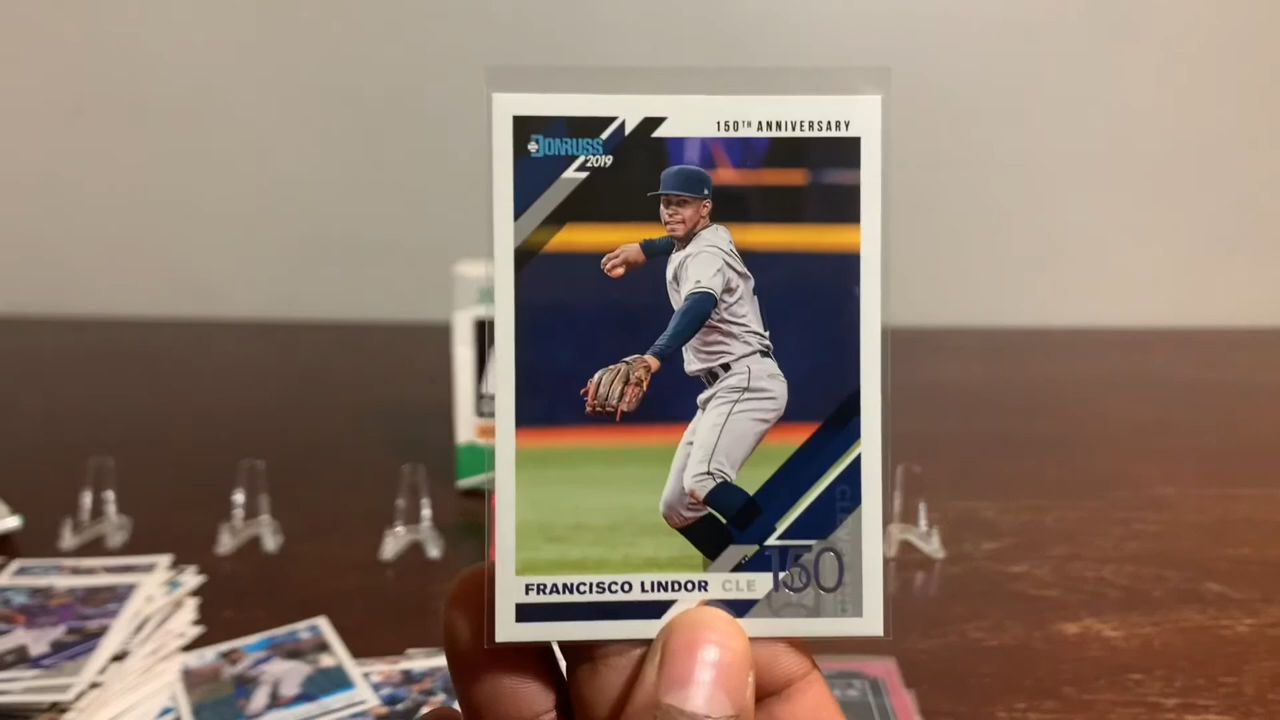 150TH ANNIVERSARY
DONRUSS
2019
FRANCISCO LINDOR CLE
150